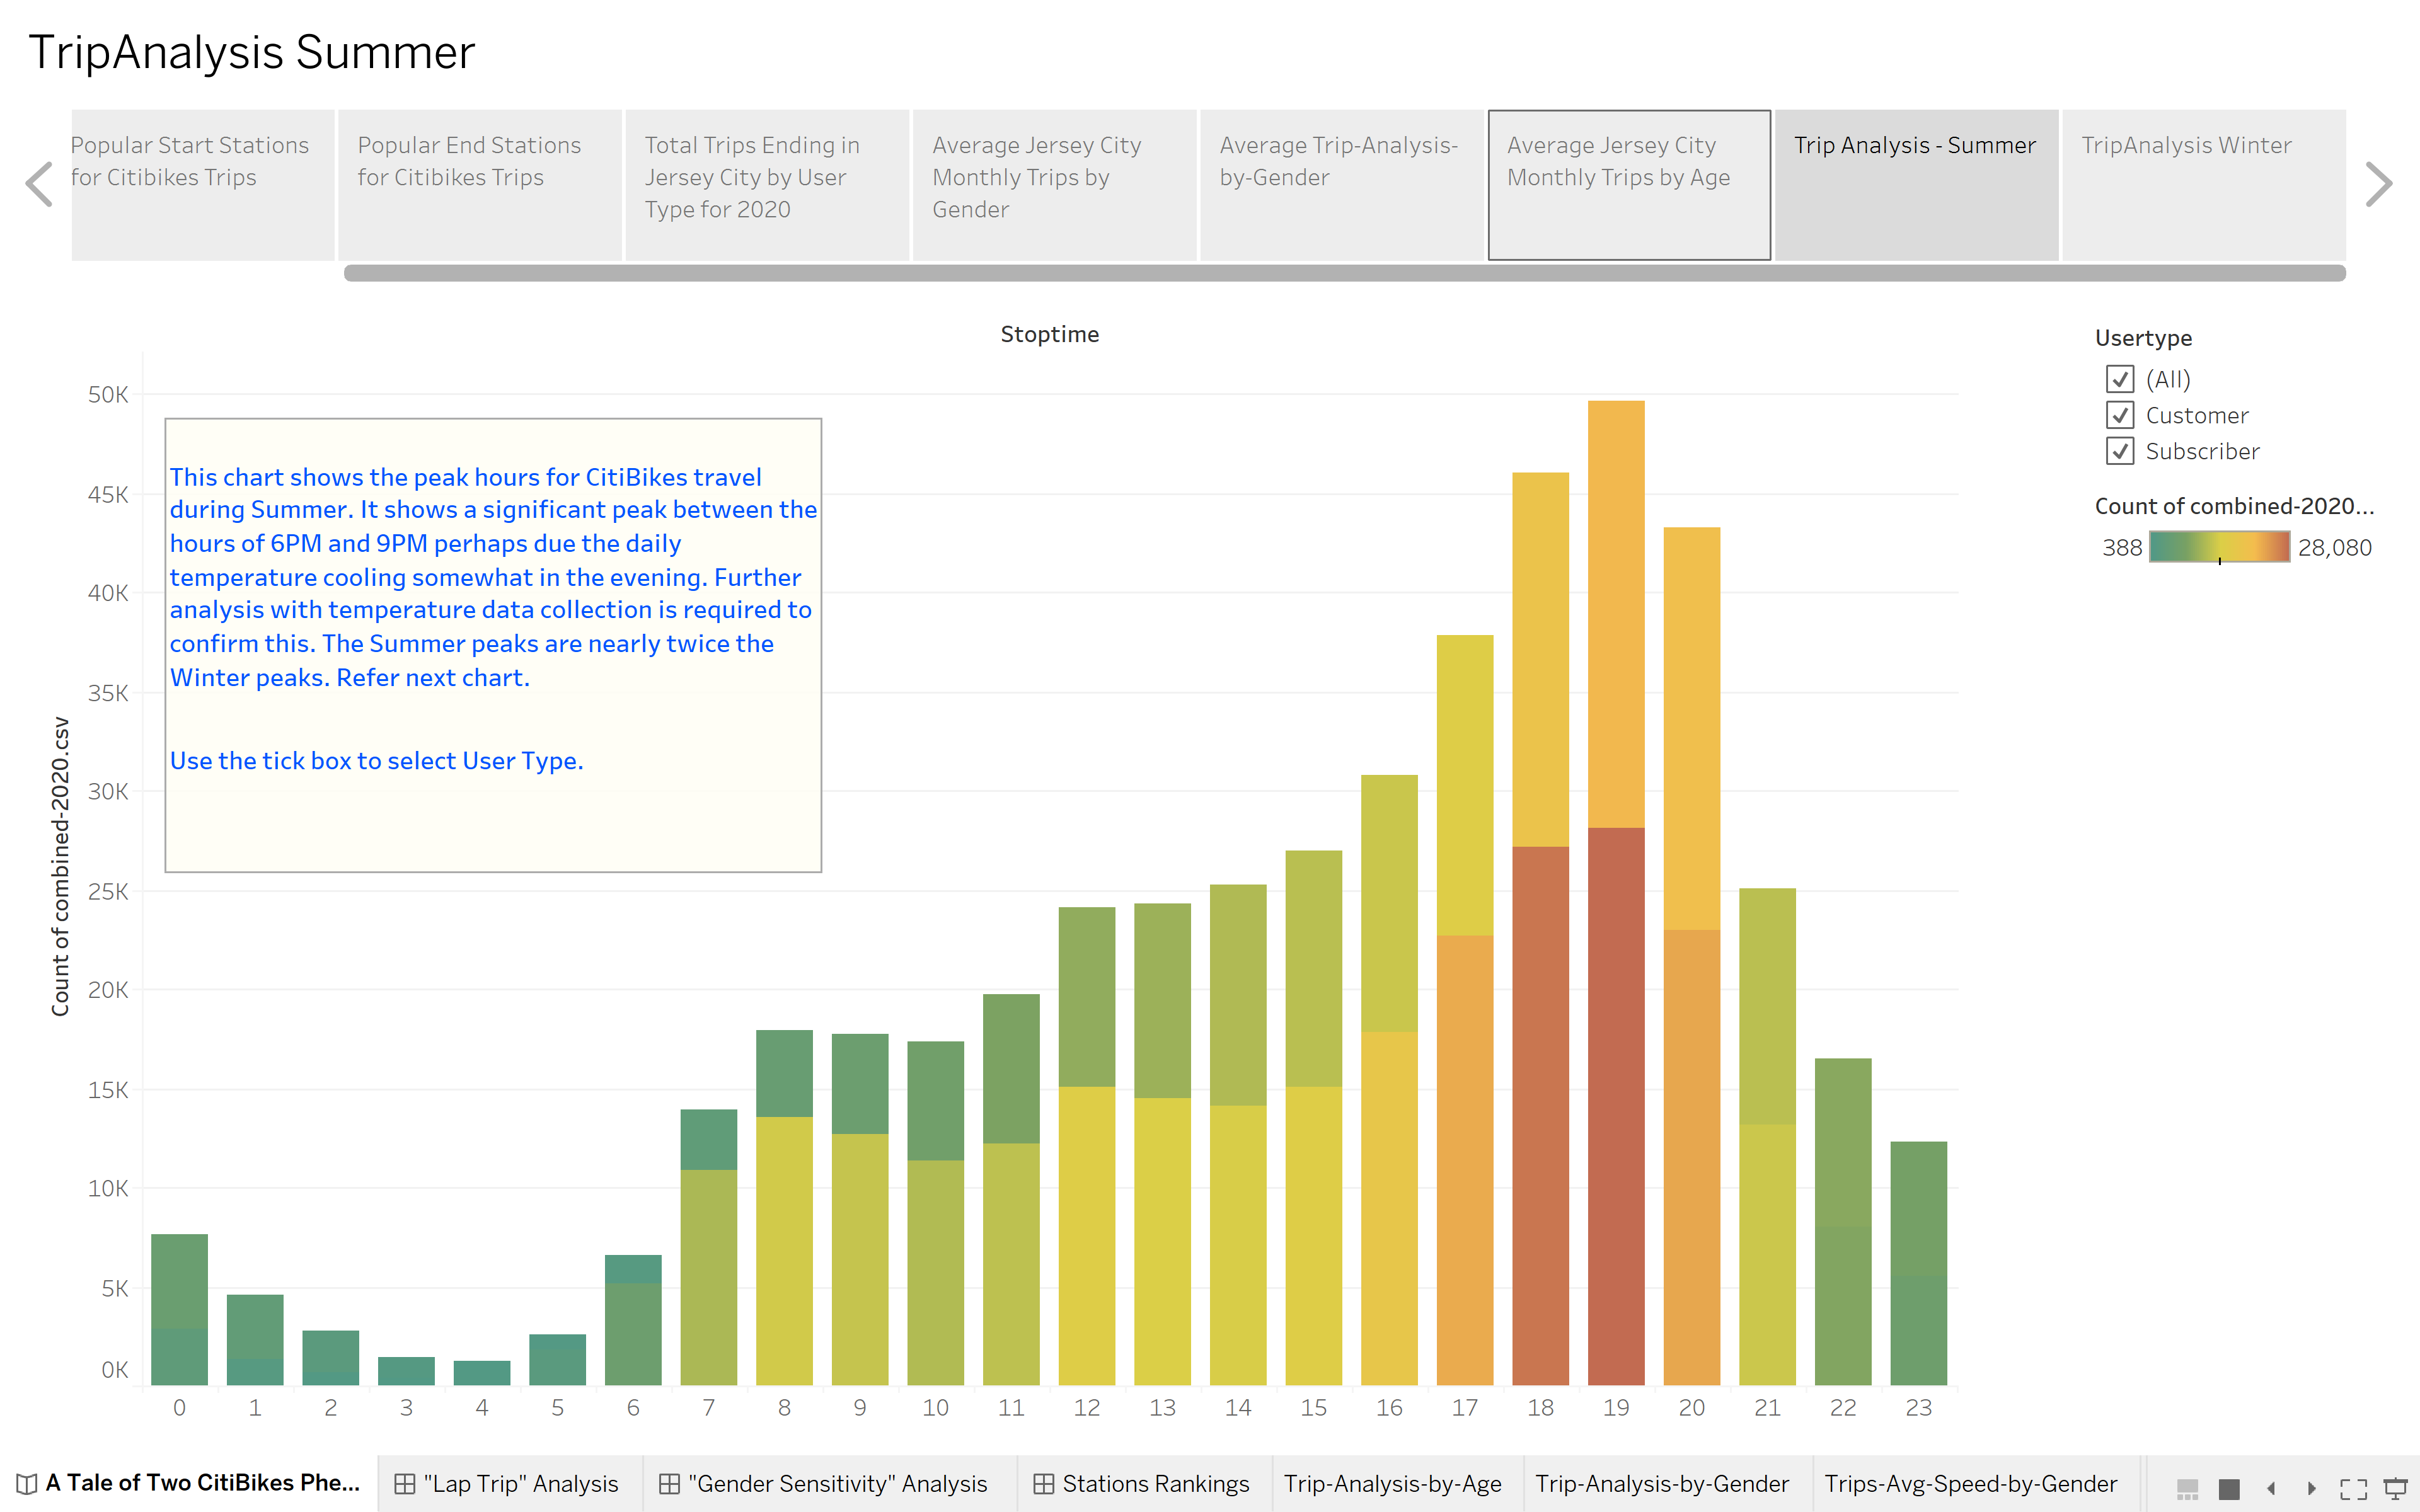 TripAnalysis Summer
Popular Start Stations
for Citibikes Trips
Popular End Stations
for Citibikes Trips
Total Trips Ending in
Jersey City by User
Type for 2020
Average Jersey City
Monthly Trips by
Gender
Average Trip-Analysis-
by-Gender
Average Jersey City
Monthly Trips by Age
Trip Analysis - Summer
TripAnalysis Winter
Stoptime
Usertype
(All)
Customer
Subscriber
Count of combined-2020...
388
28,080
Count of combined-2020.csv
50K
45K
40K
35K
30K
25K
20K
15K
10K
5K
0K
This chart shows the peak hours for CitiBikes travel
during Summer. It shows a significant peak between the
hours of 6PM and 9PM perhaps due the daily
temperature cooling somewhat in the evening. Further
analysis with temperature data collection is required to
confirm this. The Summer peaks are nearly twice the
Winter peaks. Refer next chart.
Use the tick box to select User Type.
0 1 2 3 4 5 6 7 8 9 10 11 12 13 14 15 16 17 18 19 20 21 22 23
A Tale of Two CitiBikes Phe...
"Lap Trip" Analysis
"Gender Sensitivity" Analysis
Stations Rankings
Trip-Analysis-by-Age
Trip-Analysis-by-Gender
Trips-Avg-Speed-by-Gender